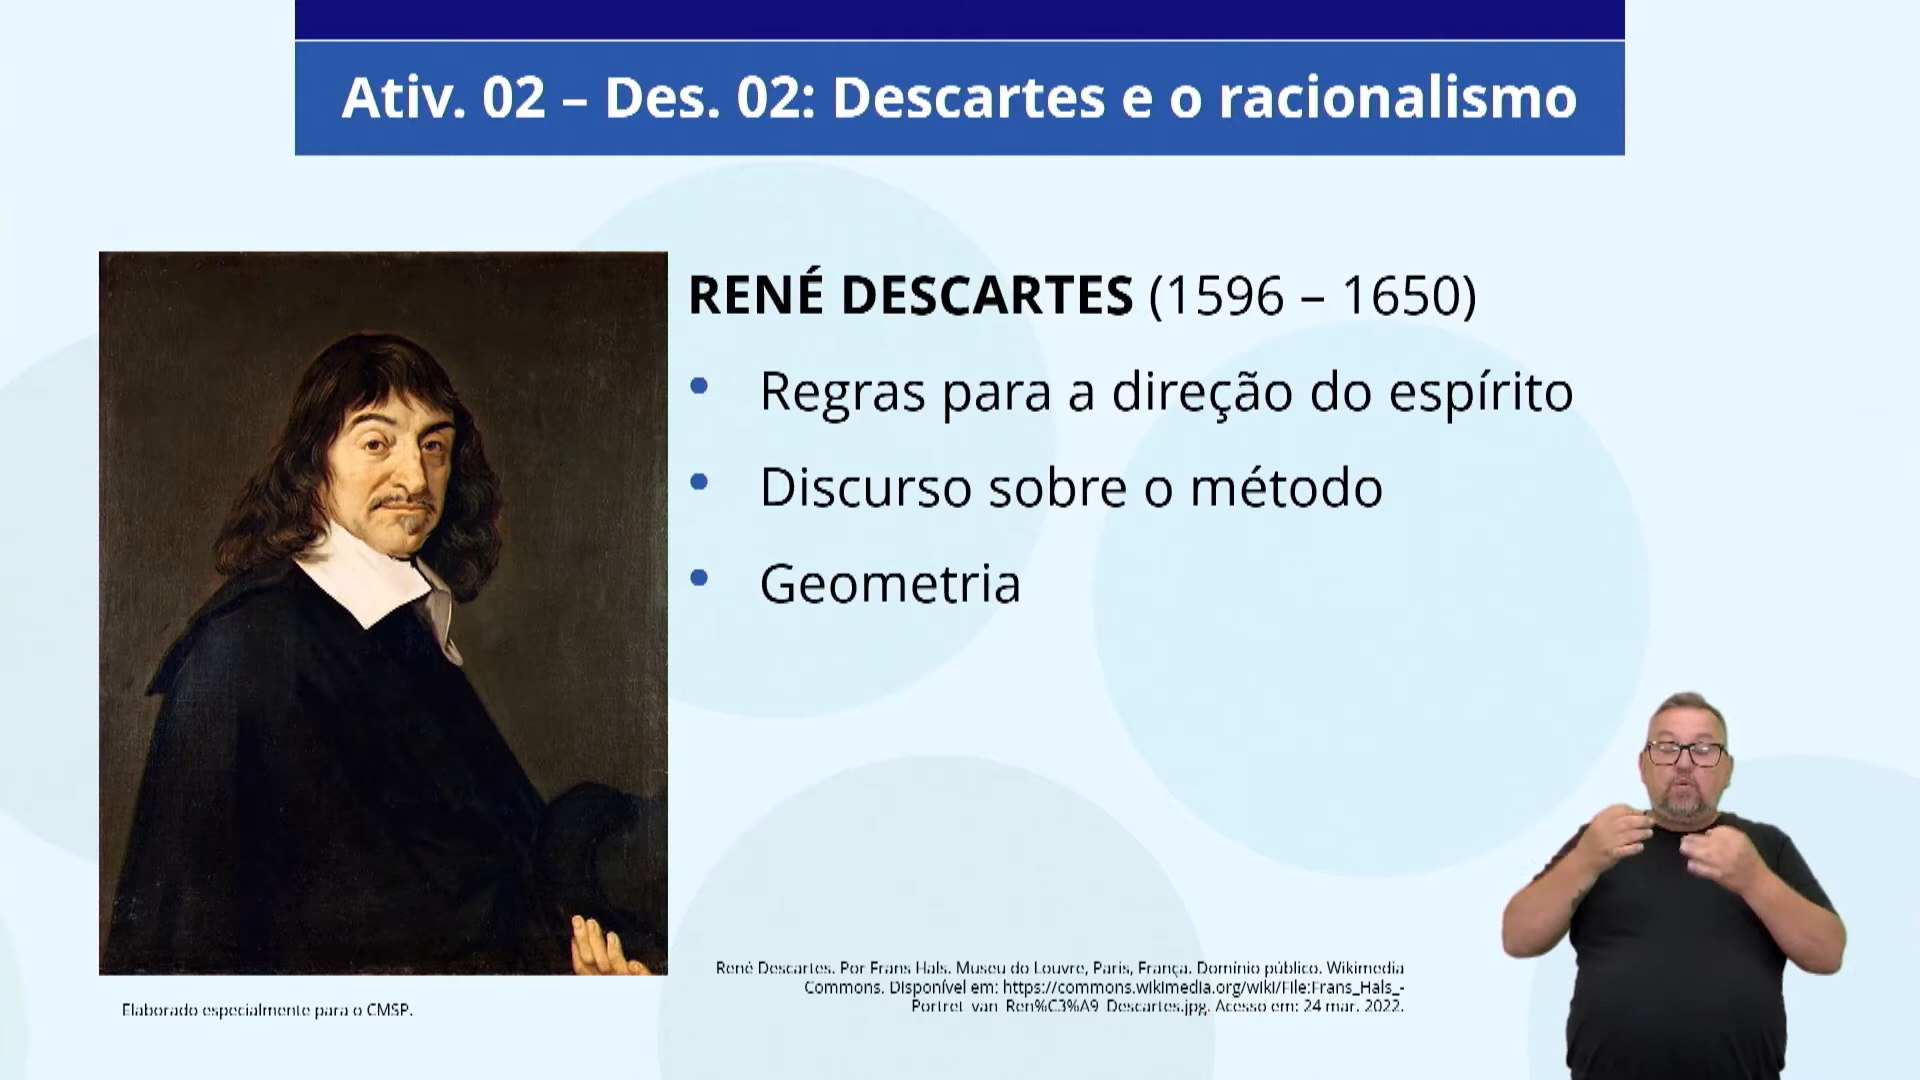 Ativ. 02 – Des. 02: Descartes e o racionalismo
RENÉ DESCARTES (1596 – 1650)
• Regras para a direção do espírito
• Discurso sobre o método
• Geometria
René Descartes. Por Frans Hals. Museu do Louvre, Paris, França. Domínio público. Wikimedia
Commons. Disponível em: https://commons.wikimedia.org/wiki/File:Frans_Hals_-
Portret_van_Ren%C3%A9_Descartes.jpg. Acesso em: 24 mar. 2022.
Elaborado especialmente para o CMSP.